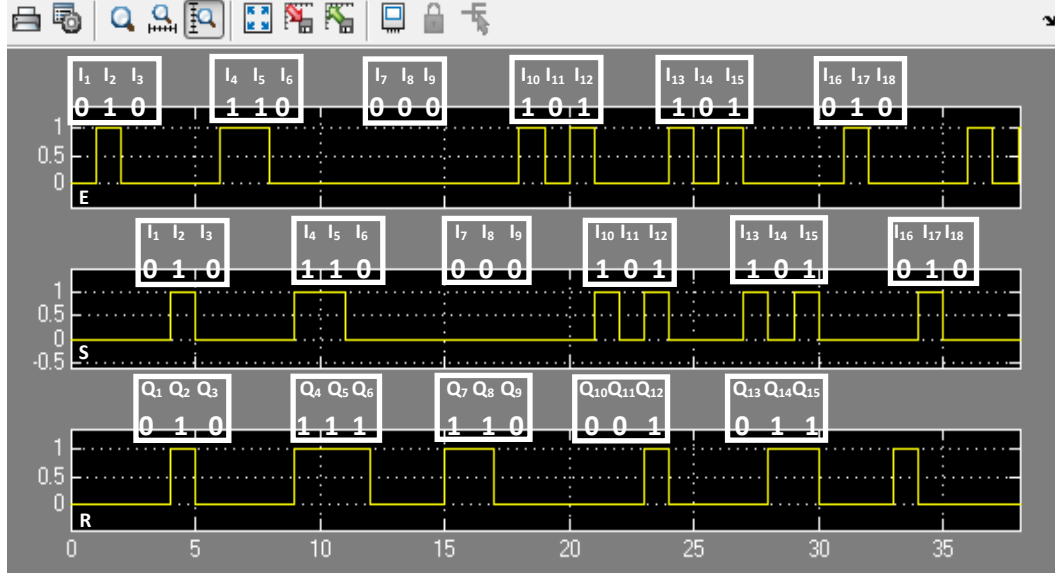 I₁ I₂ I₃ I₄ I₅ I₆ I₇ I₈ I₉ I₁₀ I₁₁ I₁₂ I₁₃ I₁₄ I₁₅ I₁₆ I₁₇ I₁₈
0 1 0 1 1 0 0 0 0 1 0 1 1 0 1 0 1 0
1
0.5
0
E
I₁ I₂ I₃ I₄ I₅ I₆ I₇ I₈ I₉ I₁₀ I₁₁ I₁₂ I₁₃ I₁₄ I₁₅ I₁₆ I₁₇ I₁₈
0 1 0 1 1 0 0 0 0 1 0 1 1 0 1 0 1 0
1
0.5
0
-0.5
S
Q₁ Q₂ Q₃ Q₄ Q₅ Q₆ Q₇ Q₈ Q₉ Q₁₀ Q₁₁ Q₁₂ Q₁₃ Q₁₄ Q₁₅
0 1 0 1 1 1 1 1 0 0 0 1 0 1 1
1
0.5
0
R
0 5 10 15 20 25 30 35